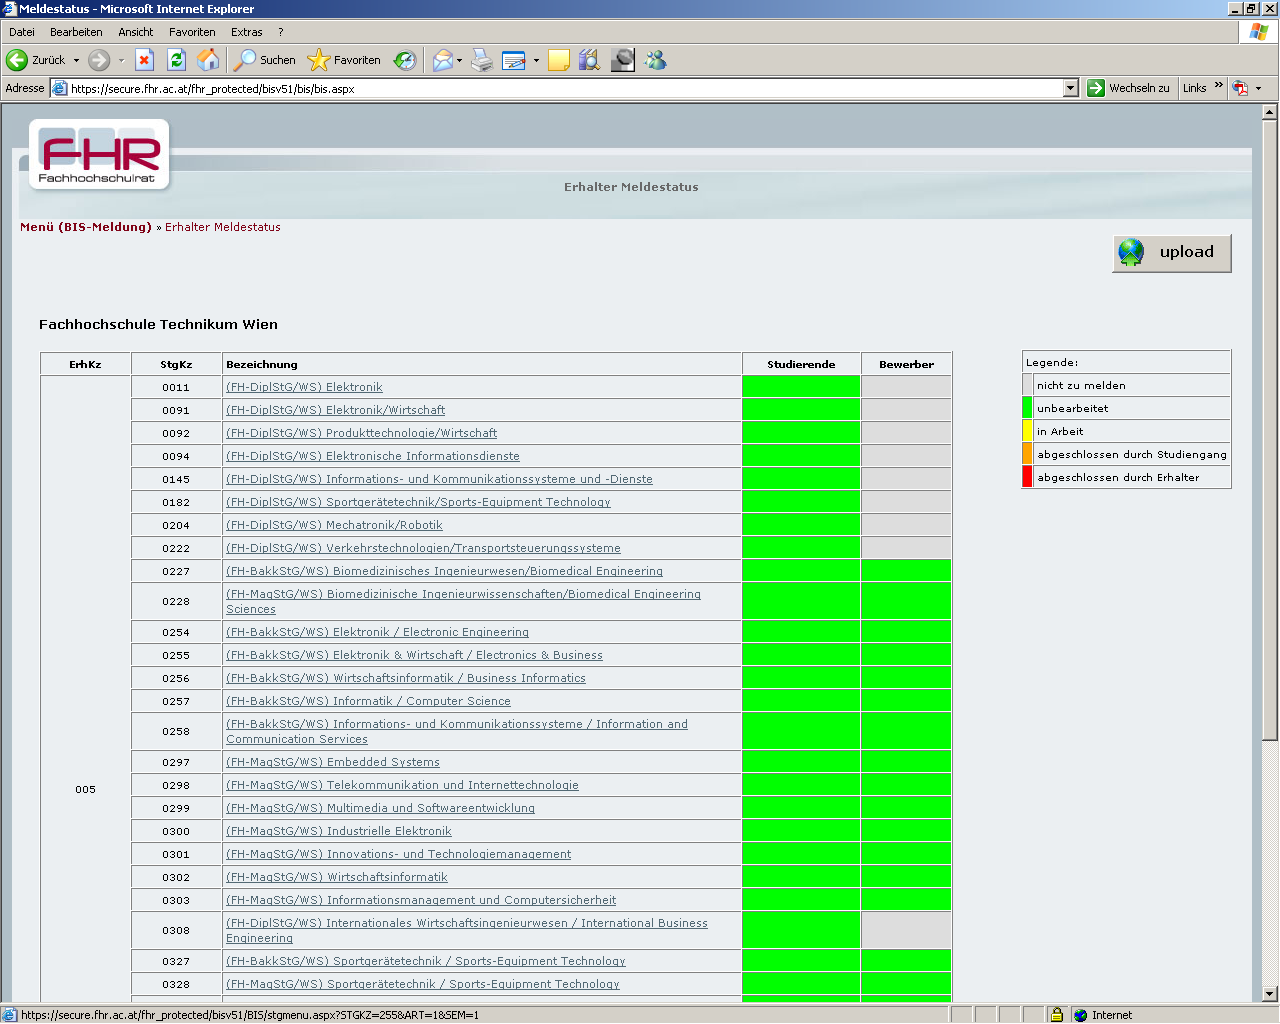 Meldestatus - Microsoft Internet Explorer
Datei Bearbeiten Ansicht Favoriten Extras ?
Zurück Suchen Favoriten
Adresse https://secure.fhr.ac.at/fhr_protected/bisv51/bis/bis.aspx Wechseln zu Links »
FHR
Fachhochschulrat
Erhalter Meldestatus
Menü (BIS-Meldung) » Erhalter Meldestatus
upload
Fachhochschule Technikum Wien
ErhKz StgKz Bezeichnung Studierende Bewerber
0011 (FH-DiplStG/WS) Elektronik
0091 (FH-DiplStG/WS) Elektronik/Wirtschaft
0092 (FH-DiplStG/WS) Produkttechnologie/Wirtschaft
0094 (FH-DiplStG/WS) Elektronische Informationsdienste
0145 (FH-DiplStG/WS) Informations- und Kommunikationssysteme und -Dienste
0182 (FH-DiplStG/WS) Sportgerätetechnik/Sports-Equipment Technology
0204 (FH-DiplStG/WS) Mechatronik/Robotik
0222 (FH-DiplStG/WS) Verkehrstechnologien/Transportsteuerungssysteme
0227 (FH-BakkStG/WS) Biomedizinisches Ingenieurwesen/Biomedical Engineering
0228 (FH-MagStG/WS) Biomedizinische Ingenieurwissenschaften/Biomedical Engineering
Sciences
0254 (FH-BakkStG/WS) Elektronik / Electronic Engineering
0255 (FH-BakkStG/WS) Elektronik & Wirtschaft / Electronics & Business
0256 (FH-BakkStG/WS) Wirtschaftsinformatik / Business Informatics
0257 (FH-BakkStG/WS) Informatik / Computer Science
0258 (FH-BakkStG/WS) Informations- und Kommunikationssysteme / Information and
Communication Services
0297 (FH-MagStG/WS) Embedded Systems
005 0298 (FH-MagStG/WS) Telekommunikation und Internettechnologie
0299 (FH-MagStG/WS) Multimedia und Softwareentwicklung
0300 (FH-MagStG/WS) Industrielle Elektronik
0301 (FH-MagStG/WS) Innovations- und Technologiemanagement
0302 (FH-MagStG/WS) Wirtschaftsinformatik
0303 (FH-MagStG/WS) Informationsmanagement und Computersicherheit
0308 (FH-DiplStG/WS) Internationales Wirtschaftsingenieurwesen / International Business
Engineering
0327 (FH-BakkStG/WS) Sportgerätetechnik / Sports-Equipment Technology
0328 (FH-MagStG/WS) Sportgerätetechnik / Sports-Equipment Technology
Legende:
nicht zu melden
unbearbeitet
in Arbeit
abgeschlossen durch Studiengang
abgeschlossen durch Erhalter
https://secure.fhr.ac.at/fhr_protected/bisv51/BIS/stgmenu.aspx?STGKZ=255&ART=1&SEM=1 Internet